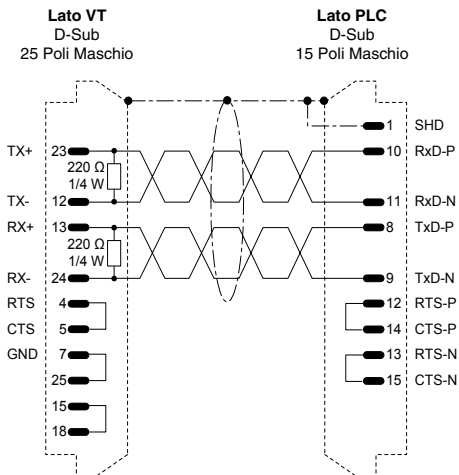 Lato VT
D-Sub
25 Poli Maschio
Lato PLC
D-Sub
15 Poli Maschio
1 SHD
TX+ 23
10 RxD-P
220 Ω
1/4 W
TX- 12
11 RxD-N
RX+ 13
8 TxD-P
220 Ω
1/4 W
RX- 24
9 TxD-N
RTS 4
12 RTS-P
CTS 5
14 CTS-P
GND 7
13 RTS-N
25
15 CTS-N
15
18